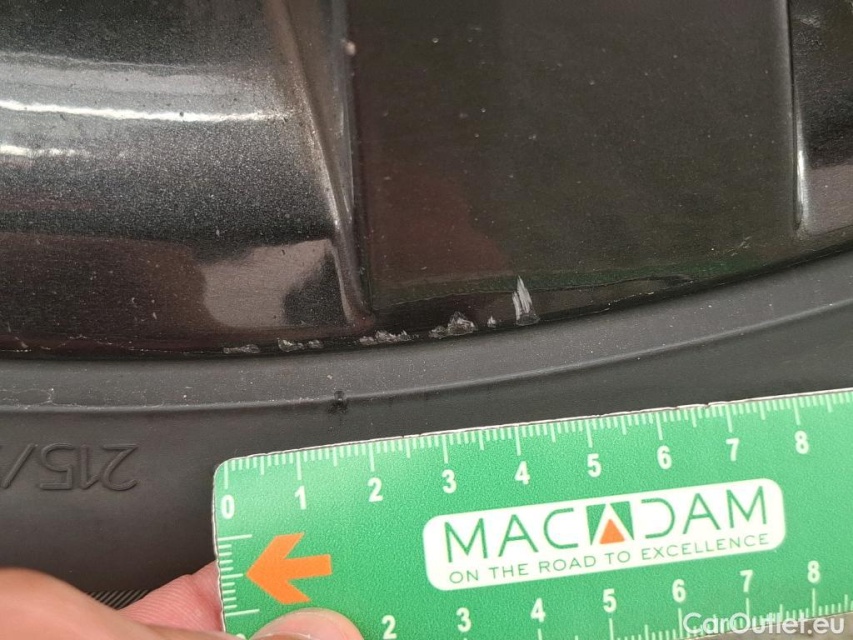 215/
0 1 2 3 4 5 6 7 8
MACADAM
ON THE ROAD TO EXCELLENCE
2 3 4 5 6 7 8
CarOutlet.eu